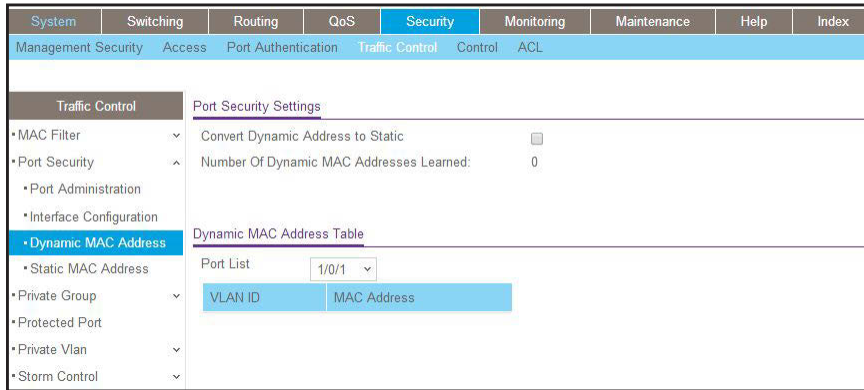 System Switching Routing QoS Security Monitoring Maintenance Help Index
Management Security Access Port Authentication Traffic Control Control ACL
Traffic Control
MAC Filter
Port Security
Port Administration
Interface Configuration
Dynamic MAC Address
Static MAC Address
Private Group
Protected Port
Private Vlan
Storm Control
Port Security Settings
Convert Dynamic Address to Static
Number Of Dynamic MAC Addresses Learned: 0
Dynamic MAC Address Table
Port List 1/0/1
VLAN ID MAC Address